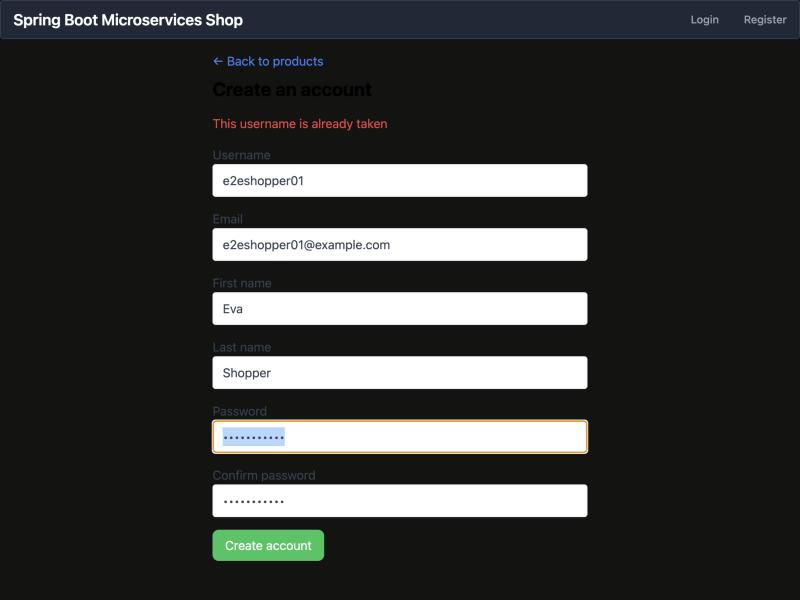 Spring Boot Microservices Shop
Login Register
← Back to products
Create an account
This username is already taken
Username
e2eshopper01
Email
e2eshopper01@example.com
First name
Eva
Last name
Shopper
Password
•••••••••••
Confirm password
•••••••••••
Create account